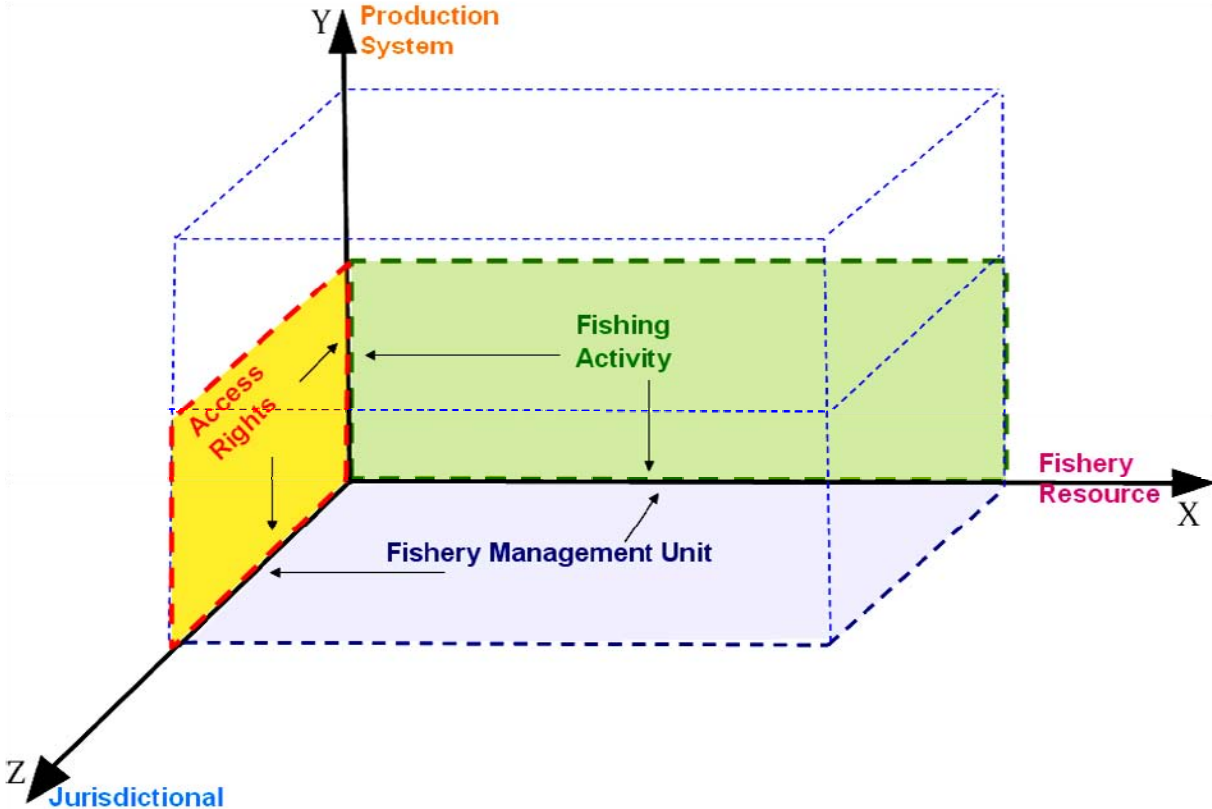 Y
Production
System
Fishing
Activity
Access
Rights
Fishery
Resource
X
Fishery Management Unit
Z
Jurisdictional